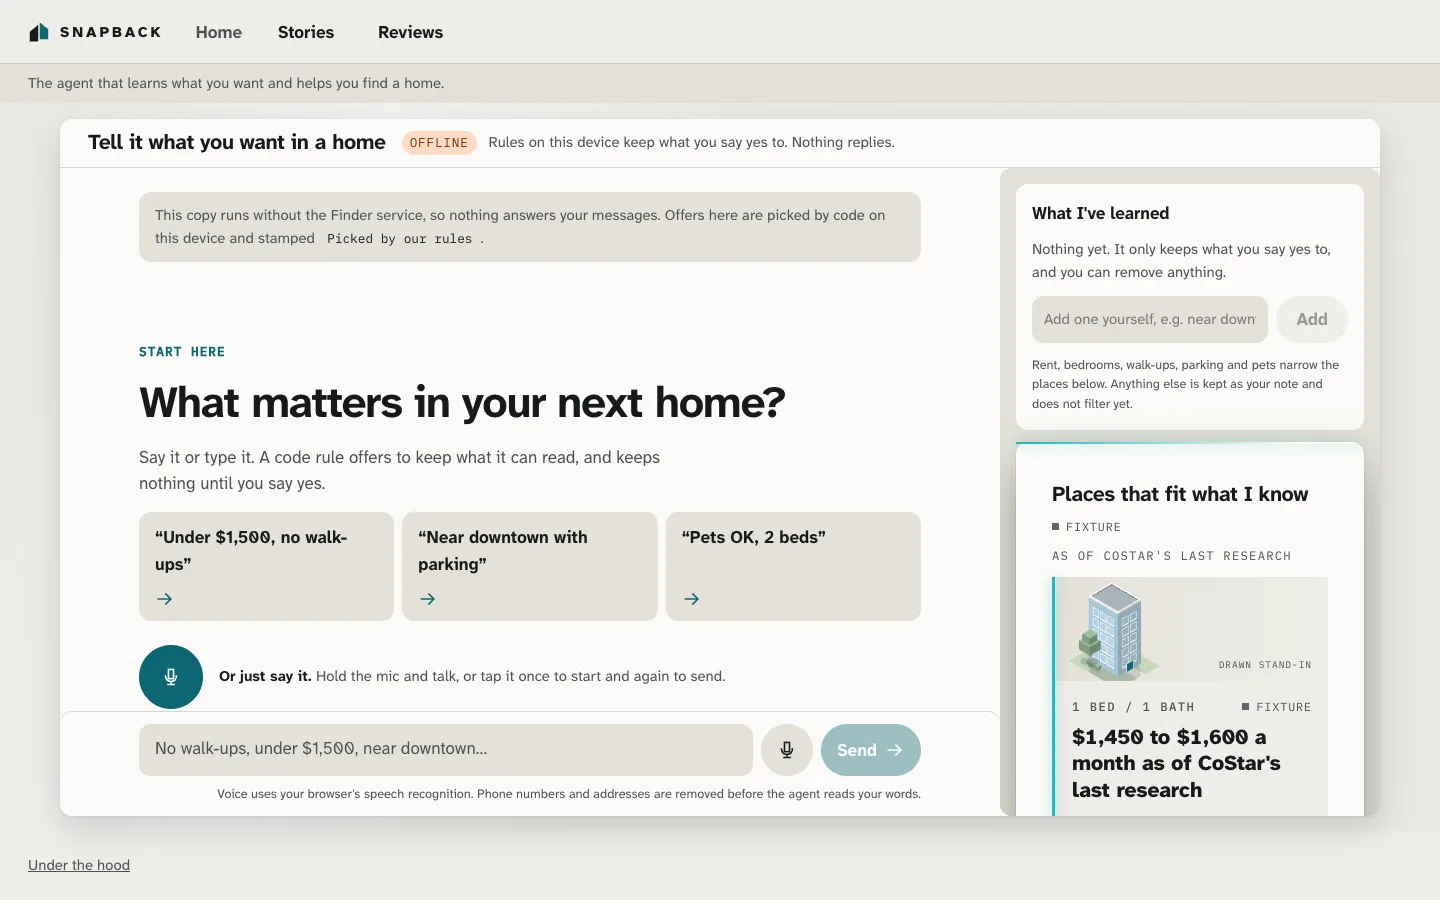 SNAPBACK
Home
Stories
Reviews
The agent that learns what you want and helps you find a home.
Tell it what you want in a home
OFFLINE
Rules on this device keep what you say yes to. Nothing replies.
This copy runs without the Finder service, so nothing answers your messages. Offers here are picked by code on
this device and stamped Picked by our rules .
START HERE
What matters in your next home?
Say it or type it. A code rule offers to keep what it can read, and keeps
nothing until you say yes.
“Under $1,500, no walk-
ups”
“Near downtown with
parking”
“Pets OK, 2 beds”
Or just say it. Hold the mic and talk, or tap it once to start and again to send.
No walk-ups, under $1,500, near downtown...
Send
Voice uses your browser's speech recognition. Phone numbers and addresses are removed before the agent reads your words.
What I've learned
Nothing yet. It only keeps what you say yes to,
and you can remove anything.
Add one yourself, e.g. near down
Add
Rent, bedrooms, walk-ups, parking and pets narrow the
places below. Anything else is kept as your note and
does not filter yet.
Places that fit what I know
FIXTURE
AS OF COSTAR'S LAST RESEARCH
DRAWN STAND-IN
1 BED / 1 BATH
FIXTURE
$1,450 to $1,600 a
month as of CoStar's
last research
Under the hood